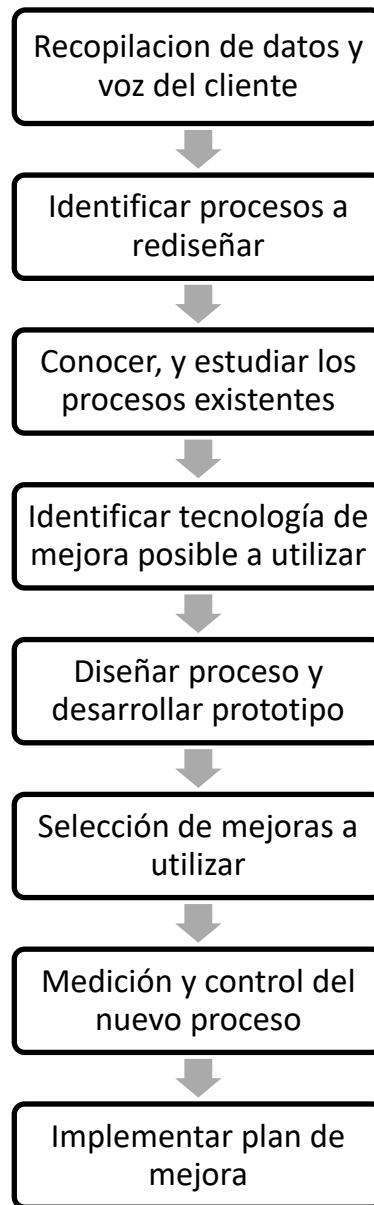 Recopilacion de datos y
voz del cliente
Identificar procesos a
rediseñar
Conocer, y estudiar los
procesos existentes
Identificar tecnología de
mejora posible a utilizar
Diseñar proceso y
desarrollar prototipo
Selección de mejoras a
utilizar
Medición y control del
nuevo proceso
Implementar plan de
mejora